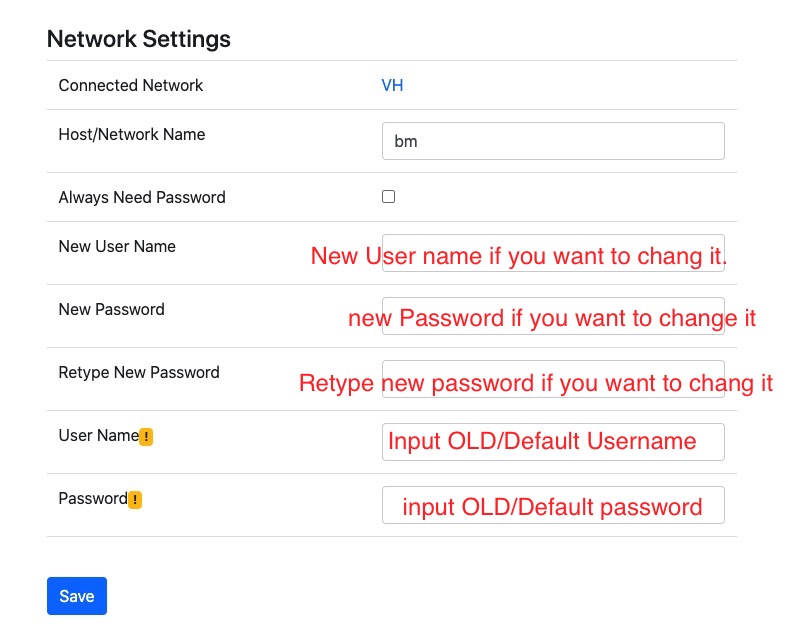 Network Settings
Connected Network VH
Host/Network Name bm
Always Need Password
New User Name New User name if you want to chang it.
New Password new Password if you want to change it
Retype New Password Retype new password if you want to chang it
User Name! Input OLD/Default Username
Password! input OLD/Default password
Save